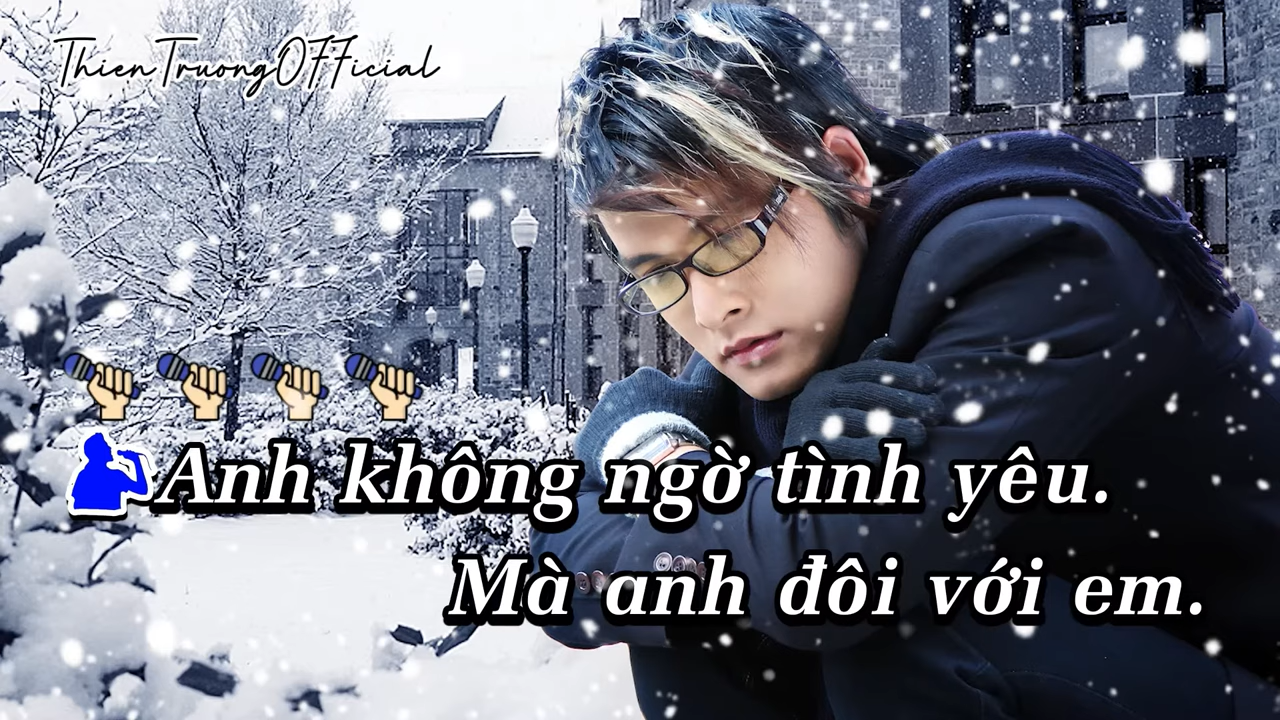 ThienTruongOfficial
Anh không ngờ tình yêu.
Mà anh đôi với em.